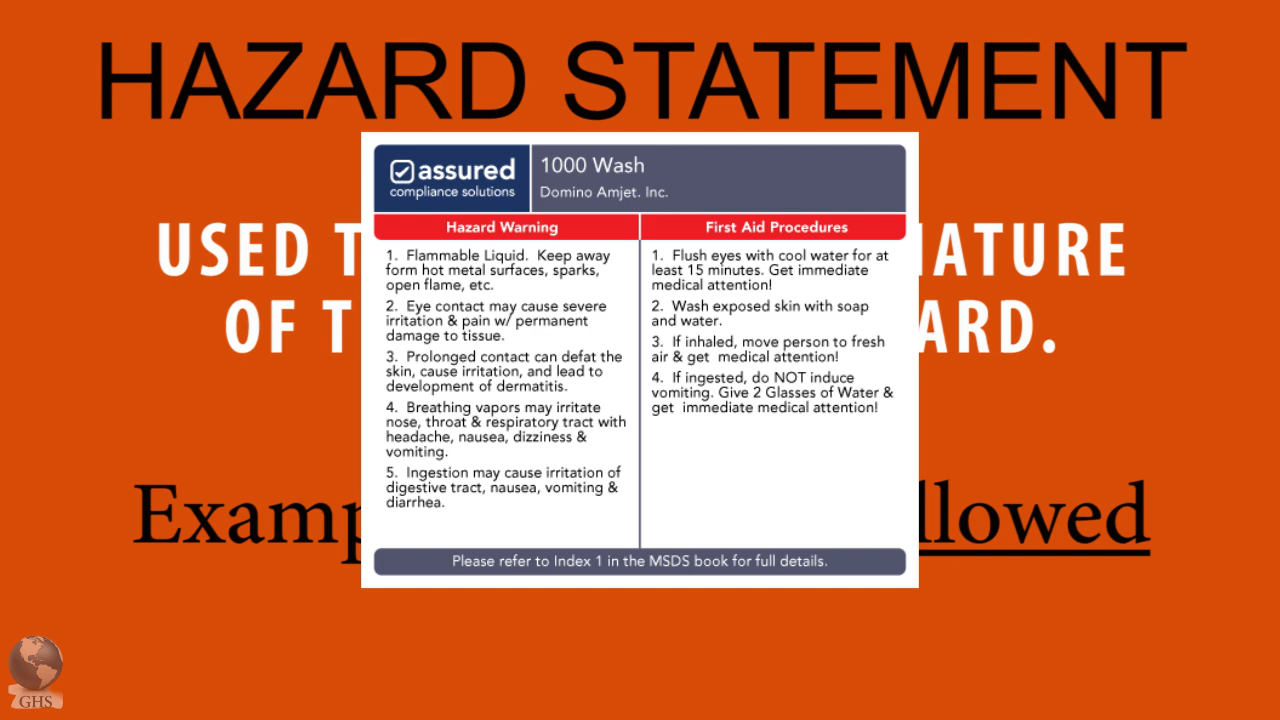 HAZARD STATEMENT
assured
compliance solutions
1000 Wash
Domino Amjet. Inc.
USED
NATURE
OF
ARD.
Hazard Warning
1. Flammable Liquid. Keep away
form hot metal surfaces, sparks,
open flame, etc.
2. Eye contact may cause severe
irritation & pain w/ permanent
damage to tissue.
3. Prolonged contact can defat the
skin, cause irritation, and lead to
development of dermatitis.
4. Breathing vapors may irritate
nose, throat & respiratory tract with
headache, nausea, dizziness &
vomiting.
5. Ingestion may cause irritation of
digestive tract, nausea, vomiting &
diarrhea.
First Aid Procedures
1. Flush eyes with cool water for at
least 15 minutes. Get immediate
medical attention!
2. Wash exposed skin with soap
and water.
3. If inhaled, move person to fresh
air & get medical attention!
4. If ingested, do NOT induce
vomiting. Give 2 Glasses of Water &
get immediate medical attention!
Please refer to Index 1 in the MSDS book for full details.
Examp
llowed
GHS